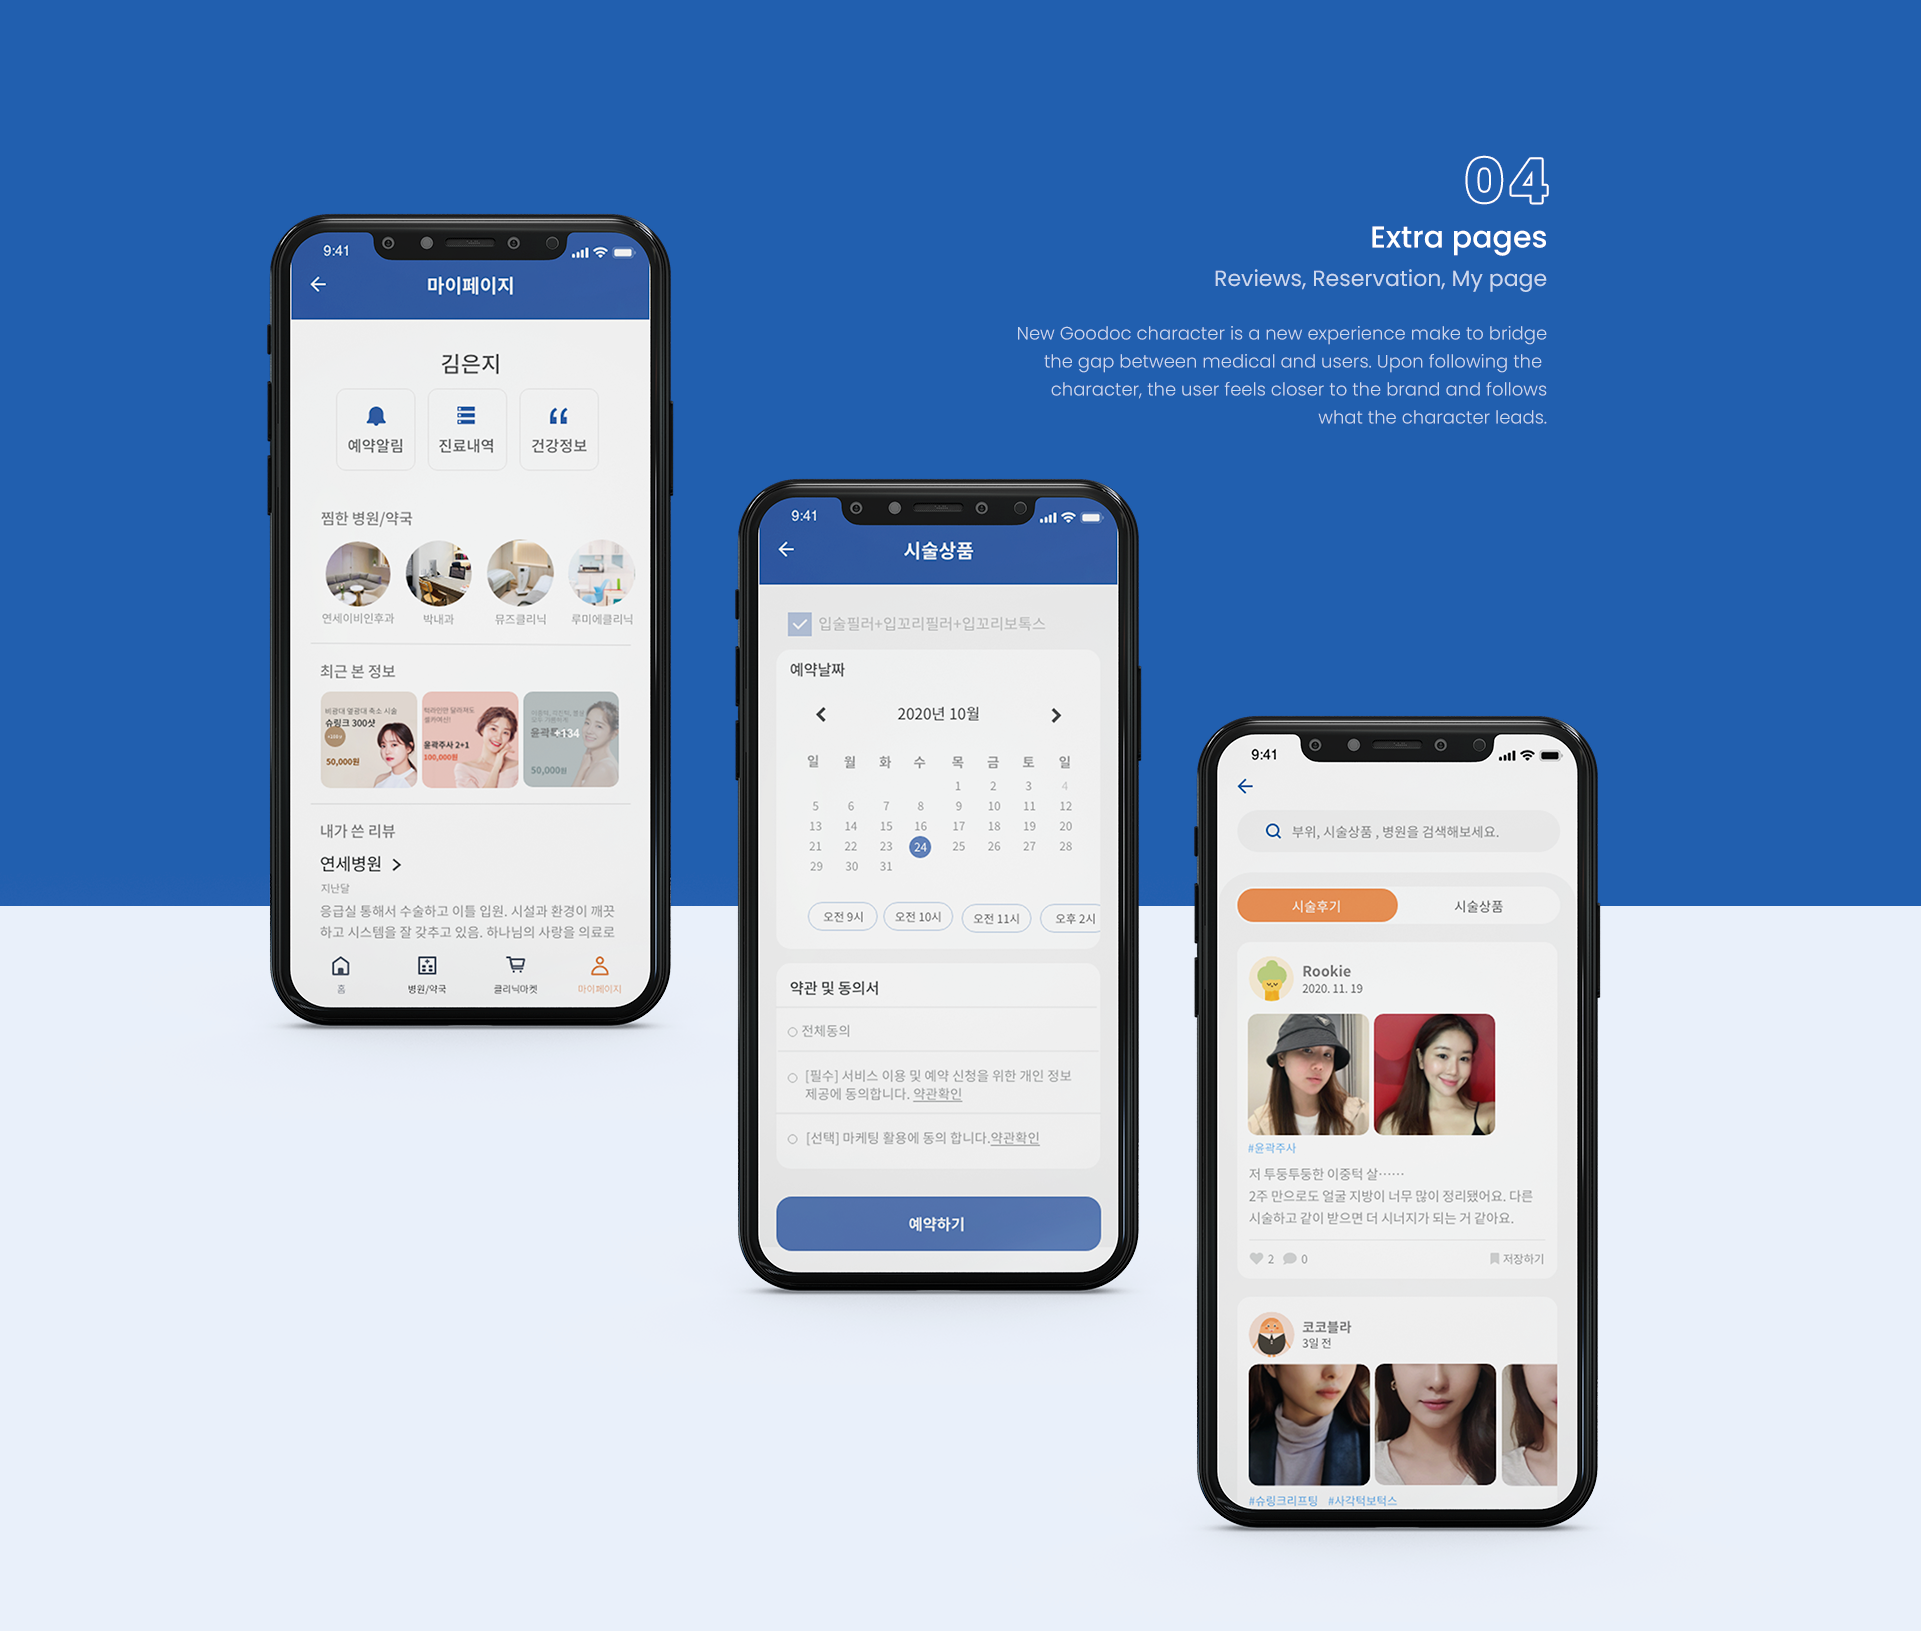 04
Extra pages
Reviews, Reservation, My page
New Goodoc character is a new experience make to bridge
the gap between medical and users. Upon following the
character, the user feels closer to the brand and follows
what the character leads.
9:41
마이페이지
김은지
예약알림 진료내역 건강정보
찜한 병원/약국
연세이비인후과 박내과 뮤즈클리닉 루미에클리닉
최근 본 정보
비광대 옆광대 축소 시술
슈링크 300샷
50,000원
턱라인만 달라져도
셀카여신!
윤곽주사 2+1
100,000원
+134
50,000원
내가 쓴 리뷰
연세병원 >
지난달
응급실 통해서 수술하고 이틀 입원. 시설과 환경이 깨끗
하고 시스템을 잘 갖추고 있음. 하나님의 사랑을 의료로
홈 병원/약국 클리닉마켓 마이페이지
9:41
시술상품
입술필러+입꼬리필러+입꼬리보톡스
예약날짜
2020년 10월
일 월 화 수 목 금 토 일
1 2 3 4
5 6 7 8 9 10 11 12
13 14 15 16 17 18 19 20
21 22 23 24 25 26 27 28
29 30 31
오전 9시 오전 10시 오전 11시 오후 2시
약관 및 동의서
전체동의
[필수] 서비스 이용 및 예약 신청을 위한 개인 정보
제공에 동의합니다. 약관확인
[선택] 마케팅 활용에 동의 합니다.약관확인
예약하기
9:41
부위, 시술상품 , 병원을 검색해보세요.
시술후기 시술상품
Rookie
2020. 11. 19
#윤곽주사
저 투둥투둥한 이중턱 살……
2주 만으로도 얼굴 지방이 너무 많이 정리됐어요. 다른
시술하고 같이 받으면 더 시너지가 되는 거 같아요.
2 0 저장하기
코코블라
3일 전
#슈링크리프팅 #사각턱보턱스